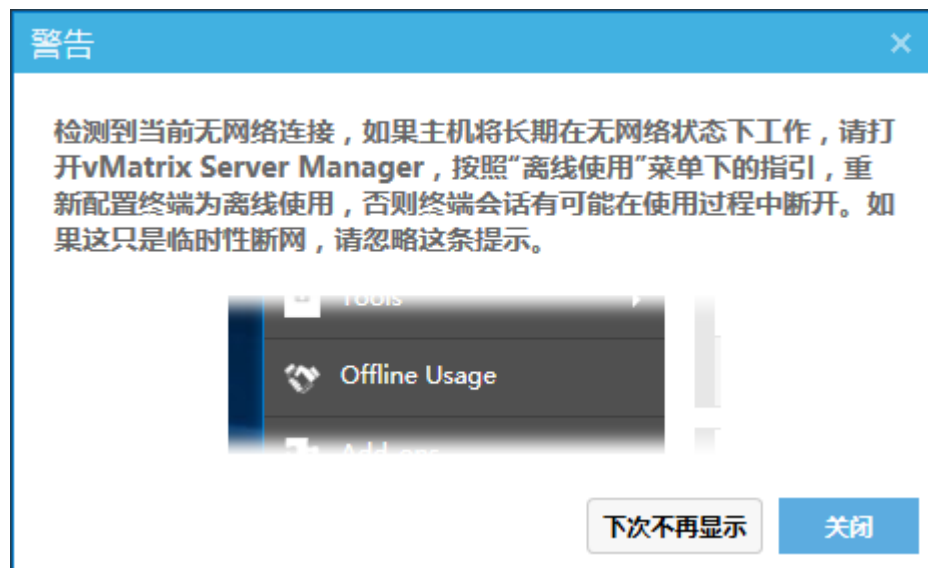 警告
检测到当前无网络连接，如果主机将长期在无网络状态下工作，请打
开vMatrix Server Manager，按照“离线使用”菜单下的指引，重
新配置终端为离线使用，否则终端会话有可能在使用过程中断开。如
果这只是临时性断网，请忽略这条提示。
Tools
Offline Usage
Add-ons
下次不再显示
关闭